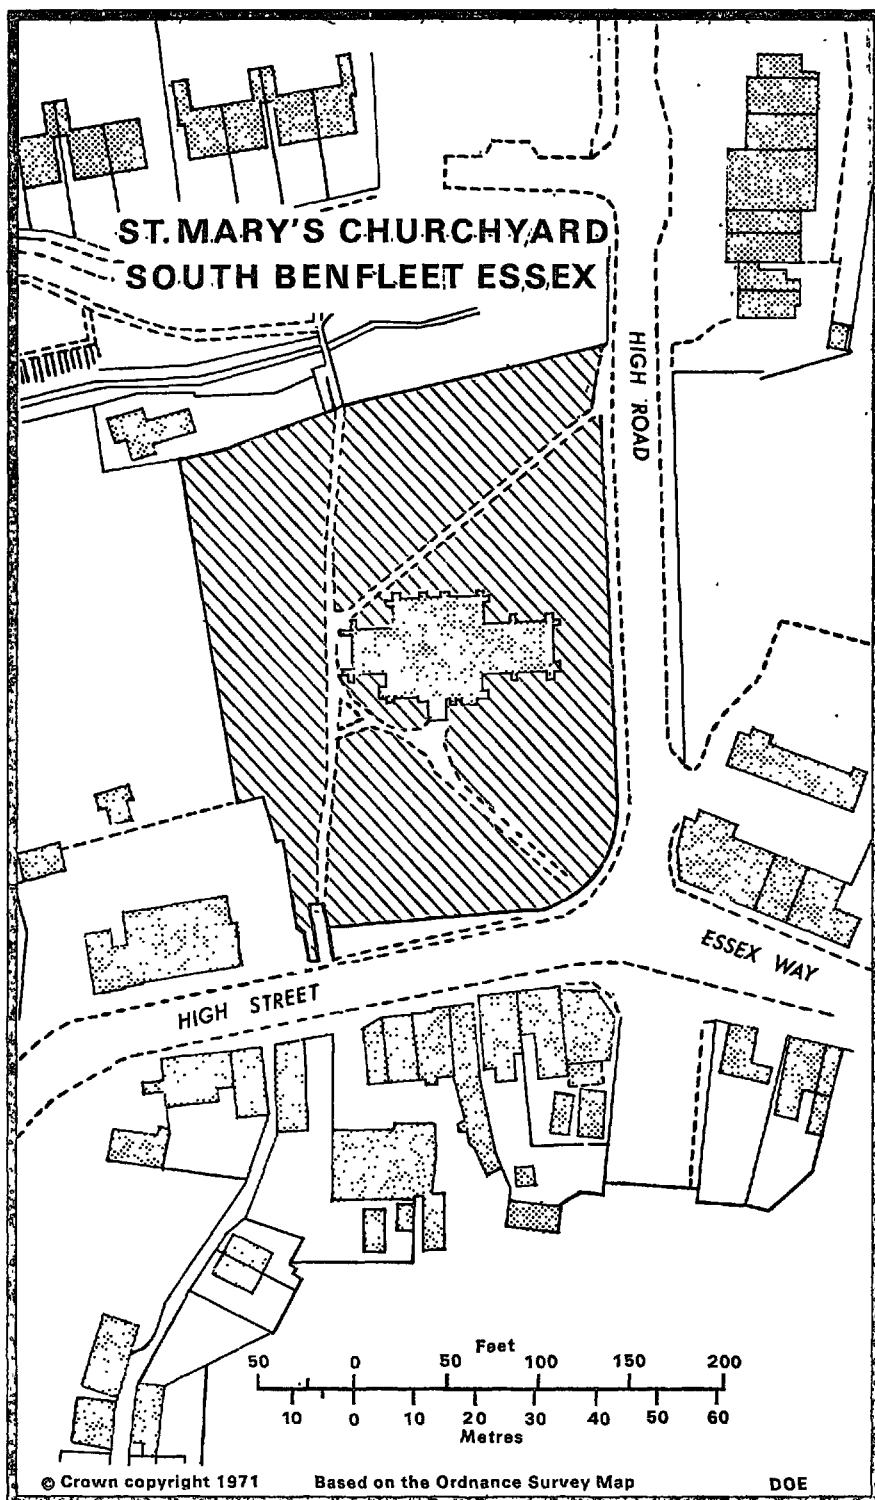 ST. MARY'S CHURCHYARD
SOUTH BENFLEET ESSEX
HIGH ROAD
ESSEX WAY
HIGH STREET
Feet
50 0 50 100 150 200
10 0 10 20 30 40 50 60
Metres
© Crown copyright 1971 Based on the Ordnance Survey Map DOE